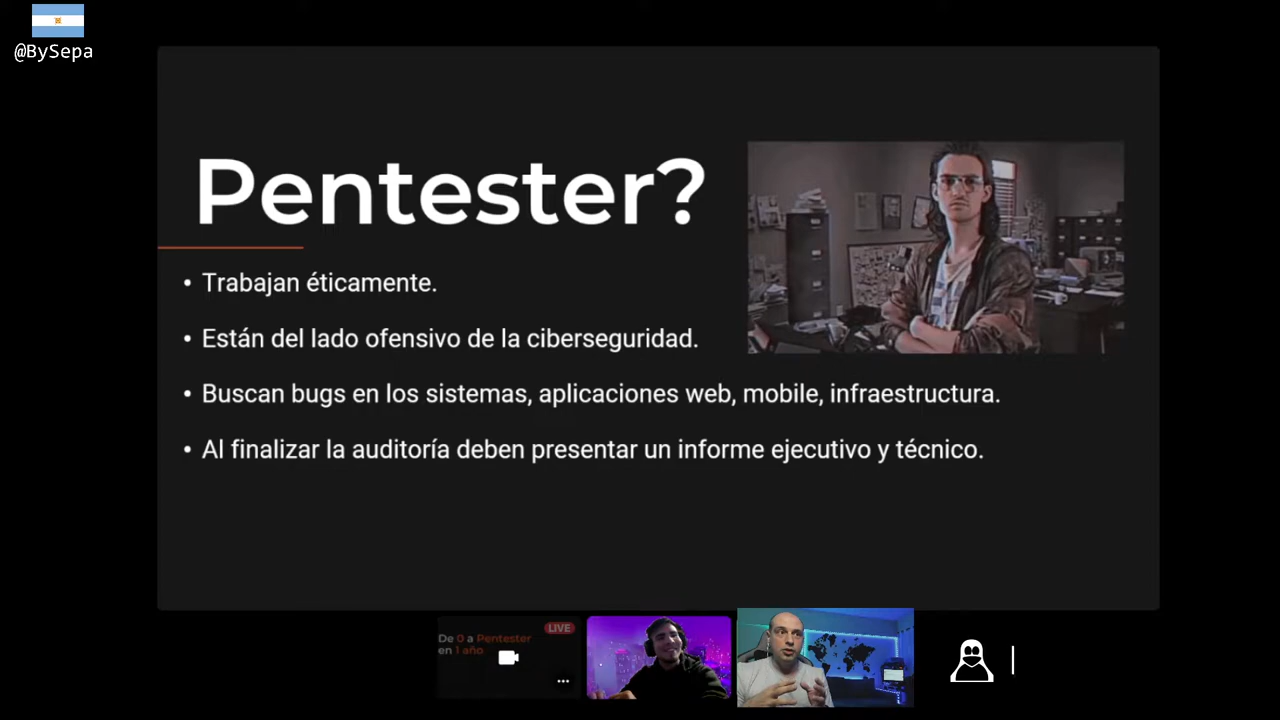 @BySepa
Pentester?
• Trabajan éticamente.
• Están del lado ofensivo de la ciberseguridad.
• Buscan bugs en los sistemas, aplicaciones web, mobile, infraestructura.
• Al finalizar la auditoría deben presentar un informe ejecutivo y técnico.
LIVE
De 0 a Pentester
en 1 año